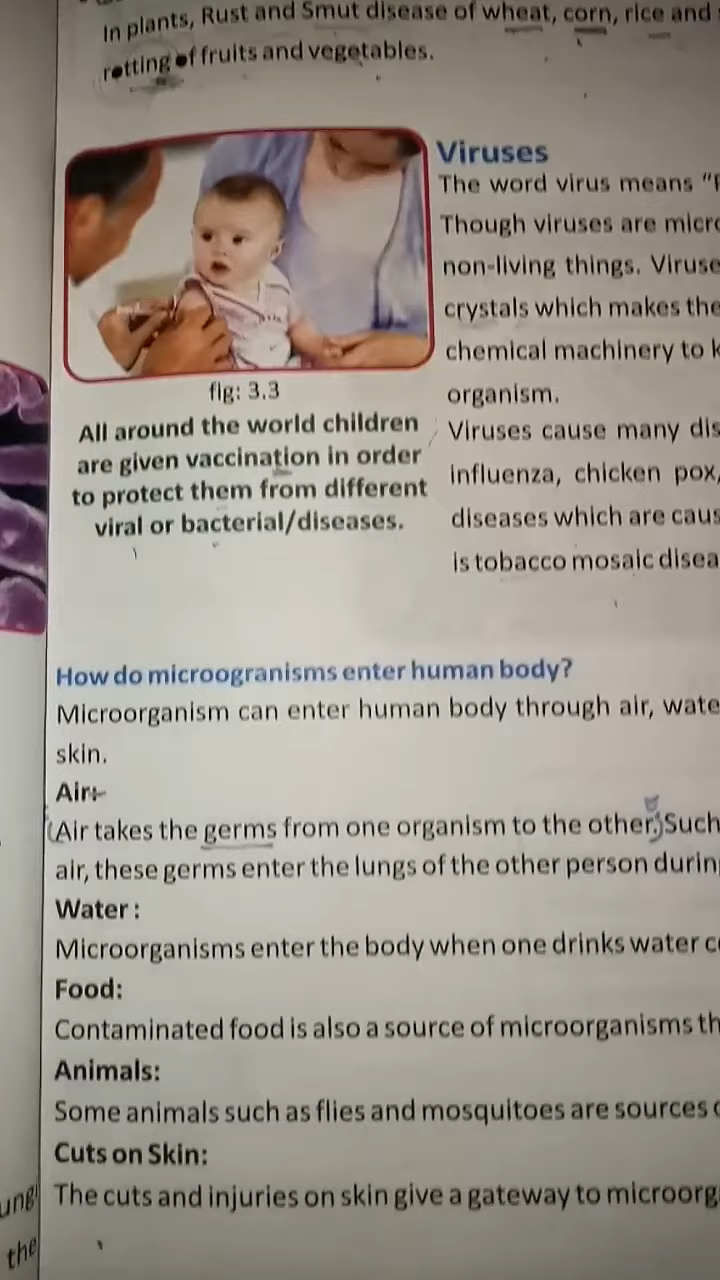 In plants, Rust and Smut disease of wheat, corn, rice and
rotting of fruits and vegetables.
Viruses
The word virus means "
Though viruses are micro
non-living things. Viruse
crystals which makes the
chemical machinery to k
organism.
Viruses cause many dis
influenza, chicken pox,
diseases which are caus
is tobacco mosaic disea
fig: 3.3
All around the world children
are given vaccination in order
to protect them from different
viral or bacterial/diseases.
How do microogranisms enter human body?
Microorganism can enter human body through air, wate
skin.
Air:-
(Air takes the germs from one organism to the other.) Such
air, these germs enter the lungs of the other person during
Water :
Microorganisms enter the body when one drinks water c
Food:
Contaminated food is also a source of microorganisms th
Animals:
Some animals such as flies and mosquitoes are sources
Cuts on Skin:
The cuts and injuries on skin give a gateway to microorg
ung
the